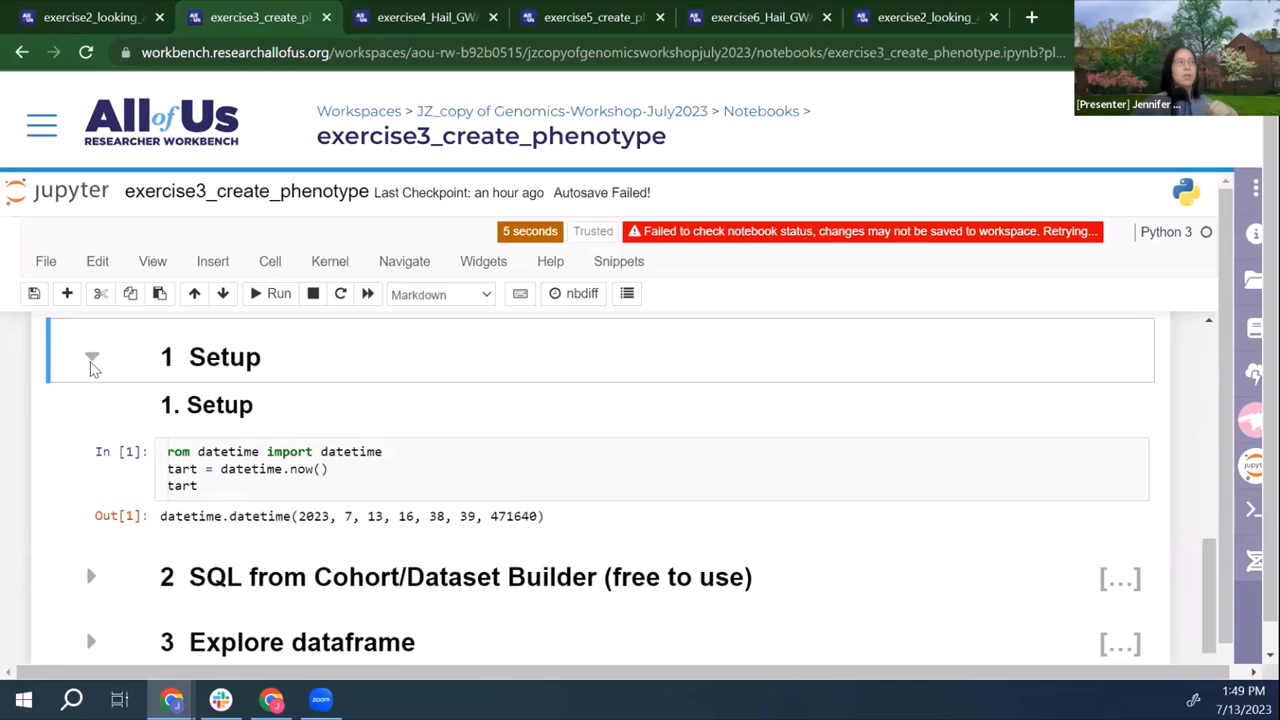 exercise2_looking_
exercise3_create_pl
exercise4_Hail_GW
exercise5_create_p
exercise6_Hail_GW
exercise2_looking_
workbench.researchallofus.org/workspaces/aou-rw-b92b0515/jzcopyofgenomicsworkshopjuly2023/notebooks/exercise3_create_phenotype.ipynb?pl...
[Presenter] Jennifer ...
All of Us
RESEARCHER WORKBENCH
Workspaces > JZ_copy of Genomics-Workshop-July2023 > Notebooks >
exercise3_create_phenotype
jupyter exercise3_create_phenotype Last Checkpoint: an hour ago Autosave Failed!
5 seconds Trusted Failed to check notebook status, changes may not be saved to workspace. Retrying... Python 3
File Edit View Insert Cell Kernel Navigate Widgets Help Snippets
Run Markdown nbdiff
1 Setup
1. Setup
In [1]: rom datetime import datetime
tart = datetime.now()
tart
Out[1]: datetime.datetime(2023, 7, 13, 16, 38, 39, 471640)
2 SQL from Cohort/Dataset Builder (free to use) [...]
3 Explore dataframe [...]
zoom
1:49 PM
7/13/2023